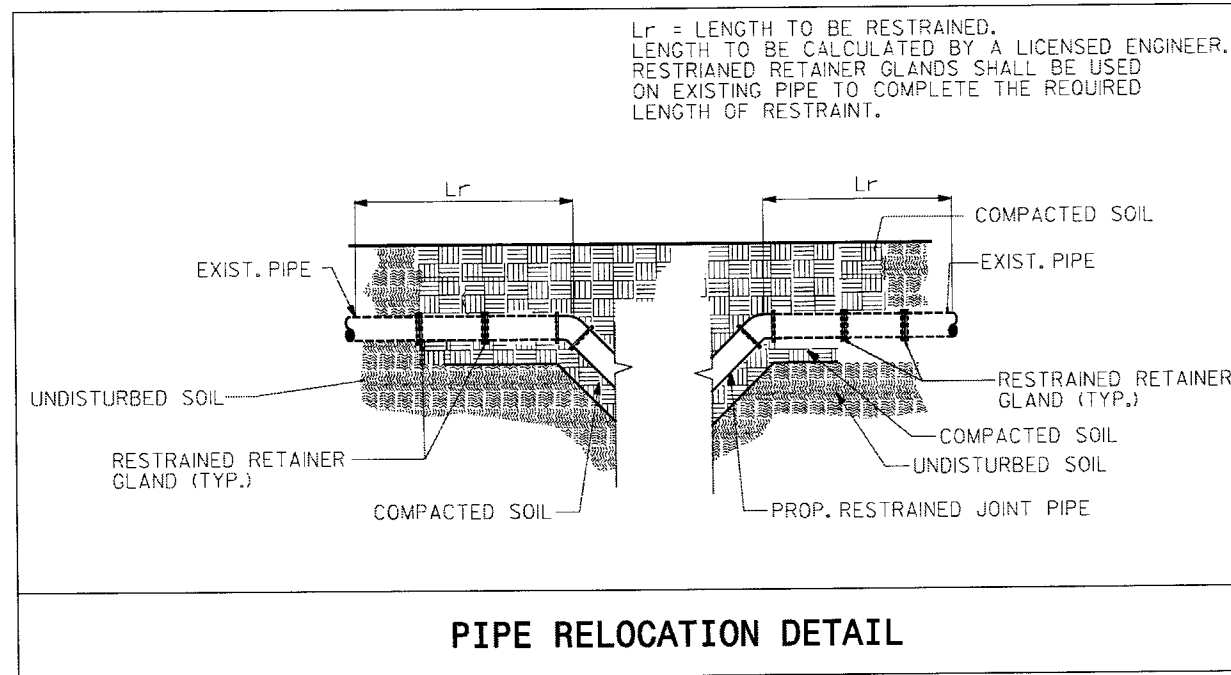 Lr = LENGTH TO BE RESTRAINED.
LENGTH TO BE CALCULATED BY A LICENSED ENGINEER.
RESTRIANED RETAINER GLANDS SHALL BE USED
ON EXISTING PIPE TO COMPLETE THE REQUIRED
LENGTH OF RESTRAINT.
Lr
Lr
COMPACTED SOIL
EXIST. PIPE
EXIST. PIPE
UNDISTURBED SOIL
RESTRAINED RETAINER
GLAND (TYP.)
RESTRAINED RETAINER
GLAND (TYP.)
COMPACTED SOIL
UNDISTURBED SOIL
COMPACTED SOIL
PROP. RESTRAINED JOINT PIPE
PIPE RELOCATION DETAIL